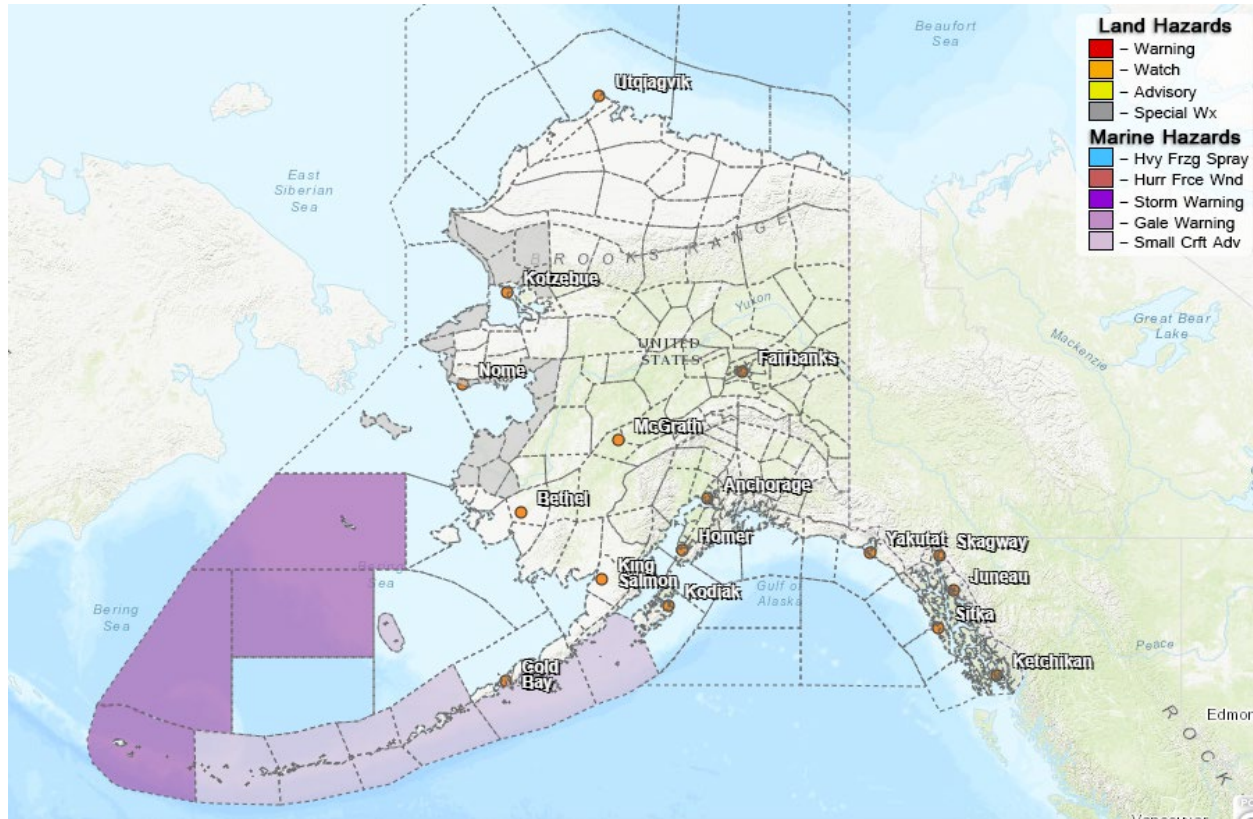 Beaufort
Sea
Land Hazards
– Warning
– Watch
– Advisory
– Special Wx
Marine Hazards
– Hvy Frzg Spray
– Hurr Frce Wnd
– Storm Warning
– Gale Warning
– Small Crft Adv
Utqiagvik
East
Siberian
Sea
BROOKS RANGE
Kotzebue
Yukon
Great Bear
Lake
Mackenzie
UNITED
STATES
Fairbanks
Nome
McGrath
Anchorage
Bethel
Homer
Yakutat
Skagway
King
Salmon
Juneau
Kodiak
Gulf of
Alaska
Bering
Sea
Sitka
Peace
Ketchikan
Cold
Bay
ROCK
Edmon